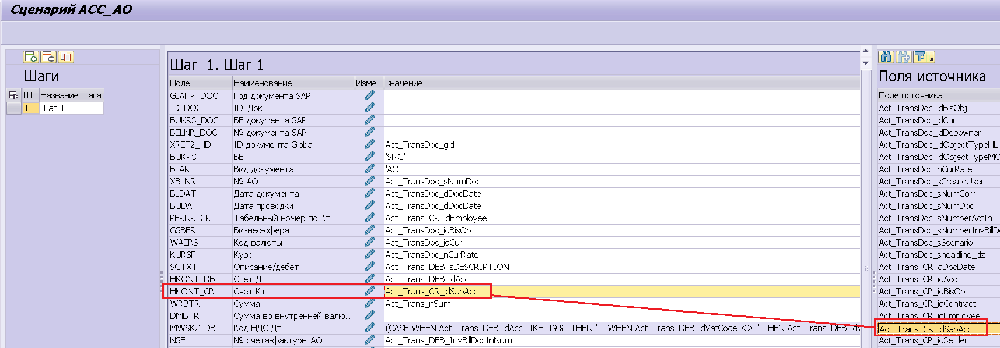 Сценарий ACC_AO
Шаги
Ш... Название шага
1 Шаг 1
Шаг 1. Шаг 1
Поле Наименование Изме... Значение
GJAHR_DOC Год документа SAP
ID_DOC ID_Док
BUKRS_DOC БЕ документа SAP
BELNR_DOC № документа SAP
XREF2_HD ID документа Global Act_TransDoc_gid
BUKRS БЕ 'SNG'
BLART Вид документа 'AO'
XBLNR № АО Act_TransDoc_sNumDoc
BLDAT Дата документа Act_TransDoc_dDocDate
BUDAT Дата проводки Act_TransDoc_dDocDate
PERNR_CR Табельный номер по Кт Act_Trans_CR_idEmployee
GSBER Бизнес-сфера Act_TransDoc_idBisObj
WAERS Код валюты Act_TransDoc_idCur
KURSF Курс Act_TransDoc_nCurRate
SGTXT Описание/дебет Act_Trans_DEB_sDESCRIPTION
HKONT_DB Счет Дт Act_Trans_DEB_idAcc
HKONT_CR Счет Кт Act_Trans_CR_idSapAcc
WRBTR Сумма Act_Trans_nSum
DMBTR Сумма во внутренней валю...
MWSKZ_DB Код НДС Дт (CASE WHEN Act_Trans_DEB_idAcc LIKE '19%' THEN ' ' WHEN Act_Trans_DEB_idVatCode <> '' THEN Act_Trans_DEB_idV
NSF № счета-фактуры АО Act_Trans_DEB_InvBillDocInNum
Поля источника
Поле источника
Act_TransDoc_idBisObj
Act_TransDoc_idCur
Act_TransDoc_idDepowner
Act_TransDoc_idObjectTypeHL
Act_TransDoc_idObjectTypeMC
Act_TransDoc_nCurRate
Act_TransDoc_sCreateUser
Act_TransDoc_sNumCorr
Act_TransDoc_sNumDoc
Act_TransDoc_sNumberActIn
Act_TransDoc_sNumberInvBillDo
Act_TransDoc_sScenario
Act_TransDoc_sheadline_dz
Act_Trans_CR_dDocDate
Act_Trans_CR_idAcc
Act_Trans_CR_idBisObj
Act_Trans_CR_idContract
Act_Trans_CR_idEmployee
Act_Trans_CR_idSapAcc
Act_Trans_CR_idSettler